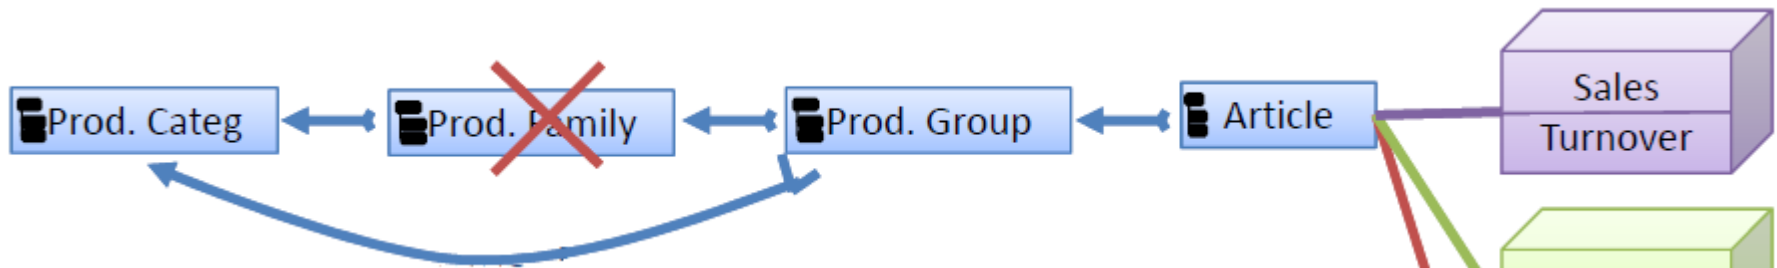 Prod. Categ
Prod. Family
Prod. Group
Article
Sales
Turnover